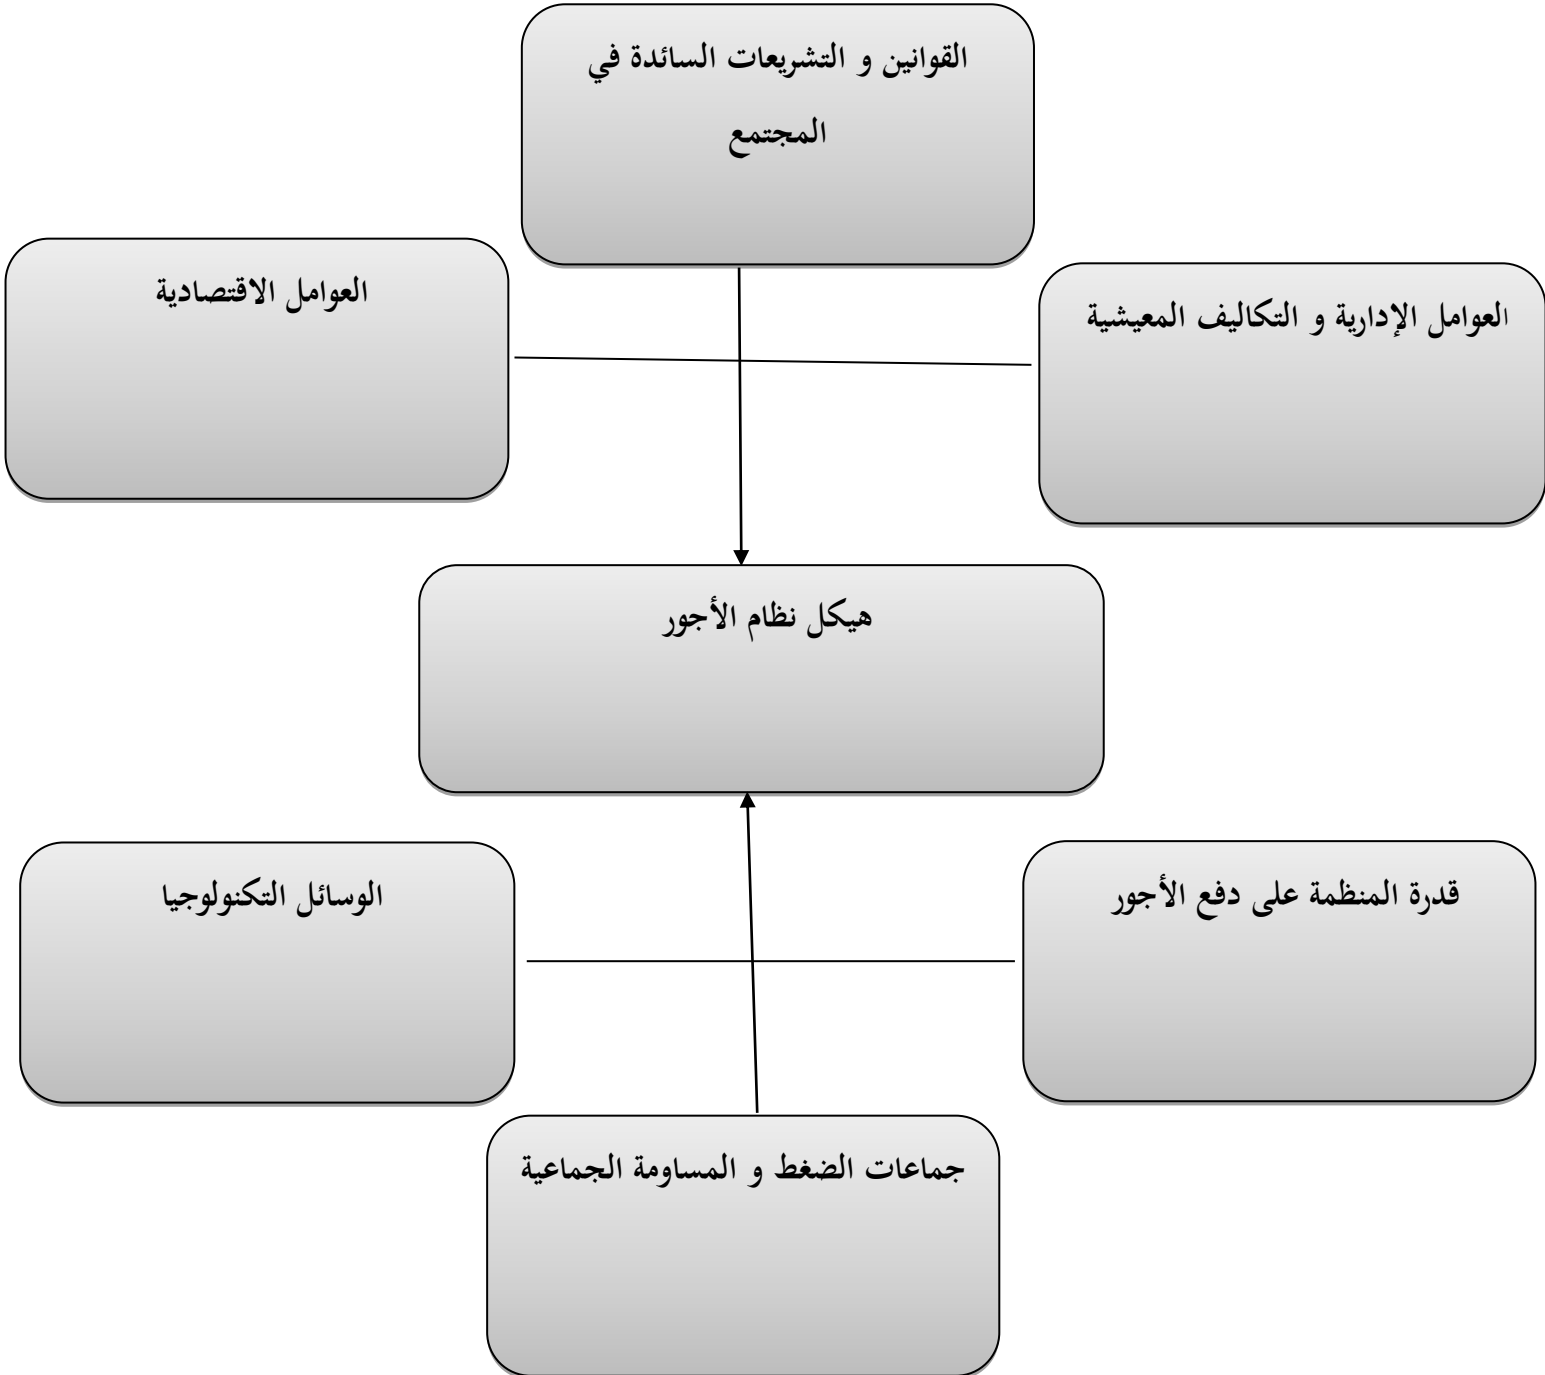 القوانين و التشريعات السائدة في
المجتمع
العوامل الإدارية و التكاليف المعيشية
العوامل الاقتصادية
هيكل نظام الأجور
قدرة المنظمة على دفع الأجور
الوسائل التكنولوجيا
جماعات الضغط و المساومة الجماعية